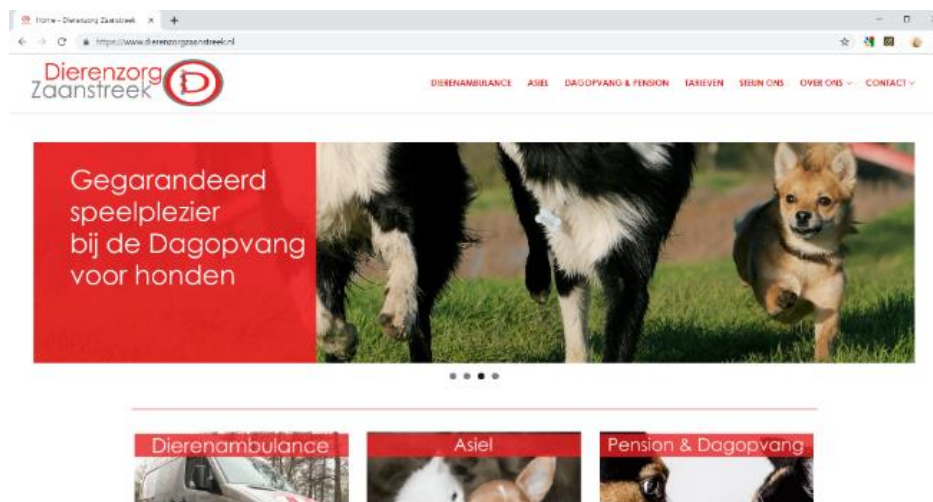 Home – Dierenzorg Zaanstreek
https://www.dierenzorgzaanstreek.nl
Dierenzorg
Zaanstreek
D
DIERENAMBULANCE ASIEL DAGOPVANG & PENSION TARIEVEN STEUN ONS OVER ONS CONTACT
Gegarandeerd
speelplezier
bij de Dagopvang
voor honden
Dierenambulance
Asiel
Pension & Dagopvang